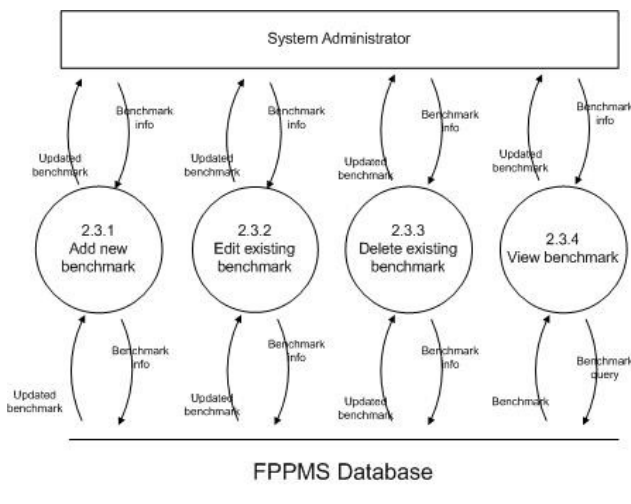 System Administrator
Benchmark
info
Benchmark
info
Benchmark
info
Benchmark
info
Updated
benchmark
Updated
benchmark
Updated
benchmark
Updated
benchmark
2.3.1
Add new
benchmark
2.3.2
Edit existing
benchmark
2.3.3
Delete existing
benchmark
2.3.4
View benchmark
Benchmark
info
Benchmark
info
Benchmark
info
Benchmark
query
Updated
benchmark
Updated
benchmark
Updated
benchmark
Benchmark
FPPMS Database